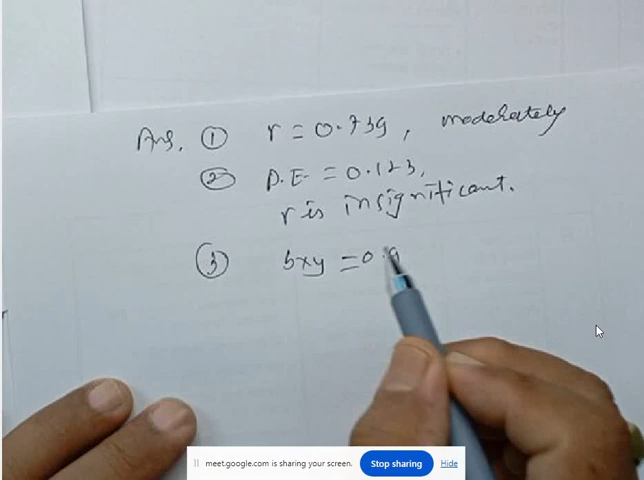 Ans. ① r = 0.739, moderately
② P.E. = 0.123,
r is insignificant.
③ bxy = 0.9
meet.google.com is sharing your screen. Stop sharing Hide